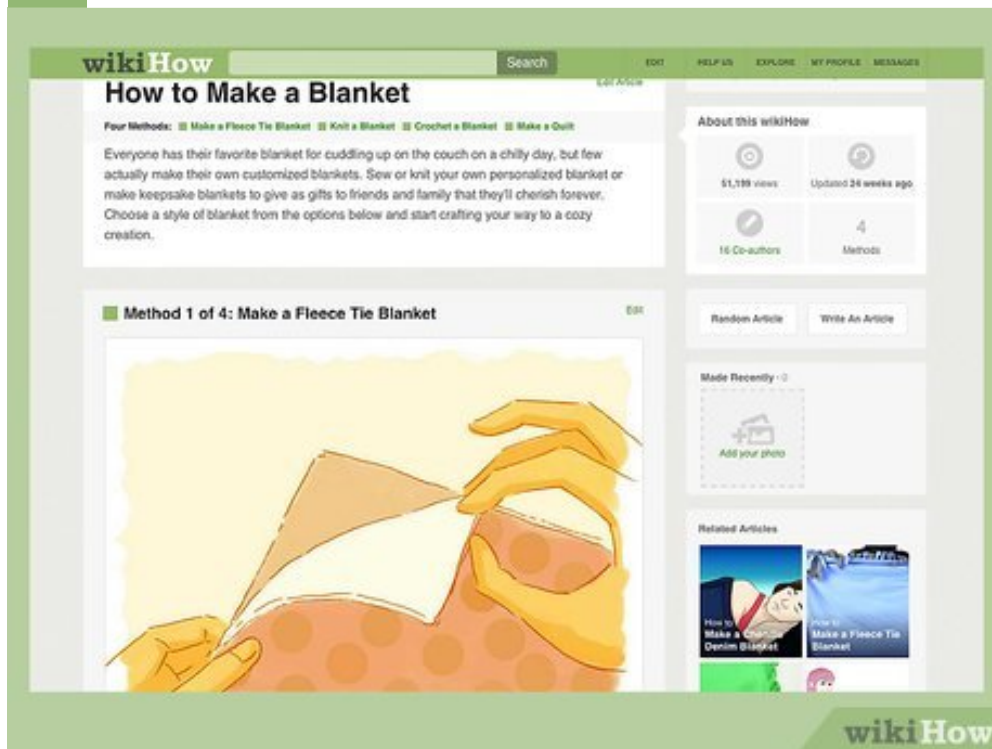 wikiHow
Search
EDIT
HELP US
EXPLORE
MY PROFILE
MESSAGES
How to Make a Blanket
Edit Article
Four Methods: Make a Fleece Tie Blanket Knit a Blanket Crochet a Blanket Make a Quilt
Everyone has their favorite blanket for cuddling up on the couch on a chilly day, but few
actually make their own customized blankets. Sew or knit your own personalized blanket or
make keepsake blankets to give as gifts to friends and family that they'll cherish forever.
Choose a style of blanket from the options below and start crafting your way to a cozy
creation.
Method 1 of 4: Make a Fleece Tie Blanket
Edit
About this wikiHow
51,199 views
Updated 24 weeks ago
16 Co-authors
4
Methods
Random Article
Write An Article
Made Recently - 0
Add your photo
Related Articles
How to
Make a Chenille
Denim Blanket
How to
Make a Fleece Tie
Blanket
wikiHow